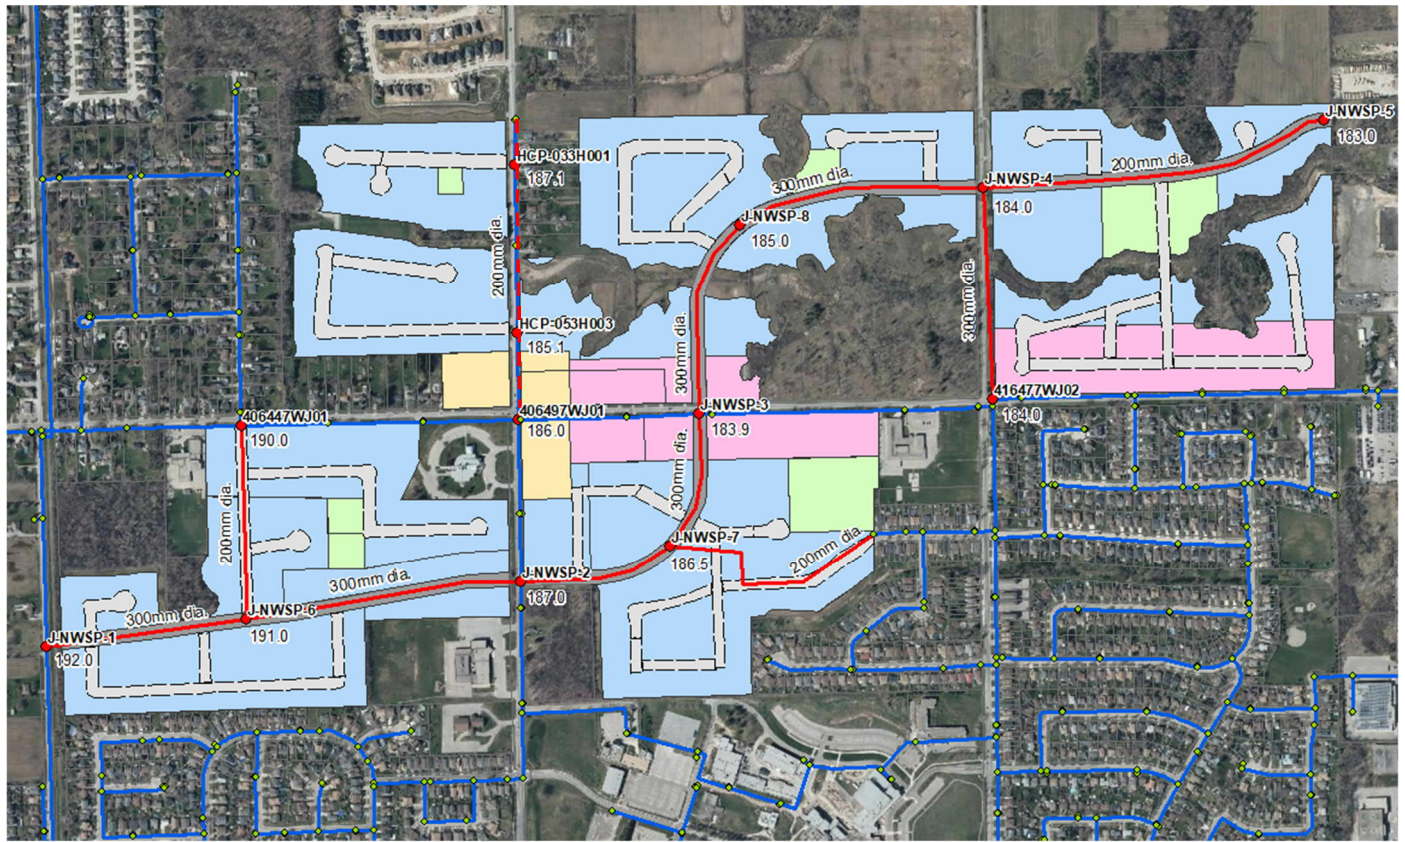 J-NWSP-5
183.0
HCP-033H001
187.1
200mm dia.
J-NWSP-4
184.0
300mm dia.
J-NWSP-8
185.0
200mm dia.
300mm dia.
300mm dia.
HCP-053H003
185.1
416477WJ02
184.0
406447WJ01
190.0
406497WJ01
186.0
J-NWSP-3
183.9
300mm dia.
200mm dia.
J-NWSP-7
186.5
200mm dia.
J-NWSP-2
187.0
300mm dia.
300mm dia.
J-NWSP-6
191.0
J-NWSP-1
192.0